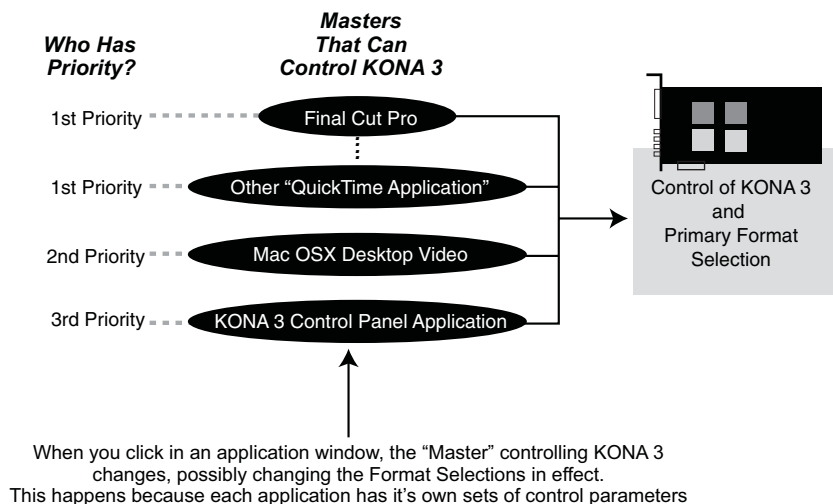 Who Has
Priority?
Masters
That Can
Control KONA 3
1st Priority
Final Cut Pro
1st Priority
Other “QuickTime Application”
2nd Priority
Mac OSX Desktop Video
3rd Priority
KONA 3 Control Panel Application
Control of KONA 3
and
Primary Format
Selection
When you click in an application window, the “Master” controlling KONA 3
changes, possibly changing the Format Selections in effect.
This happens because each application has it's own sets of control parameters